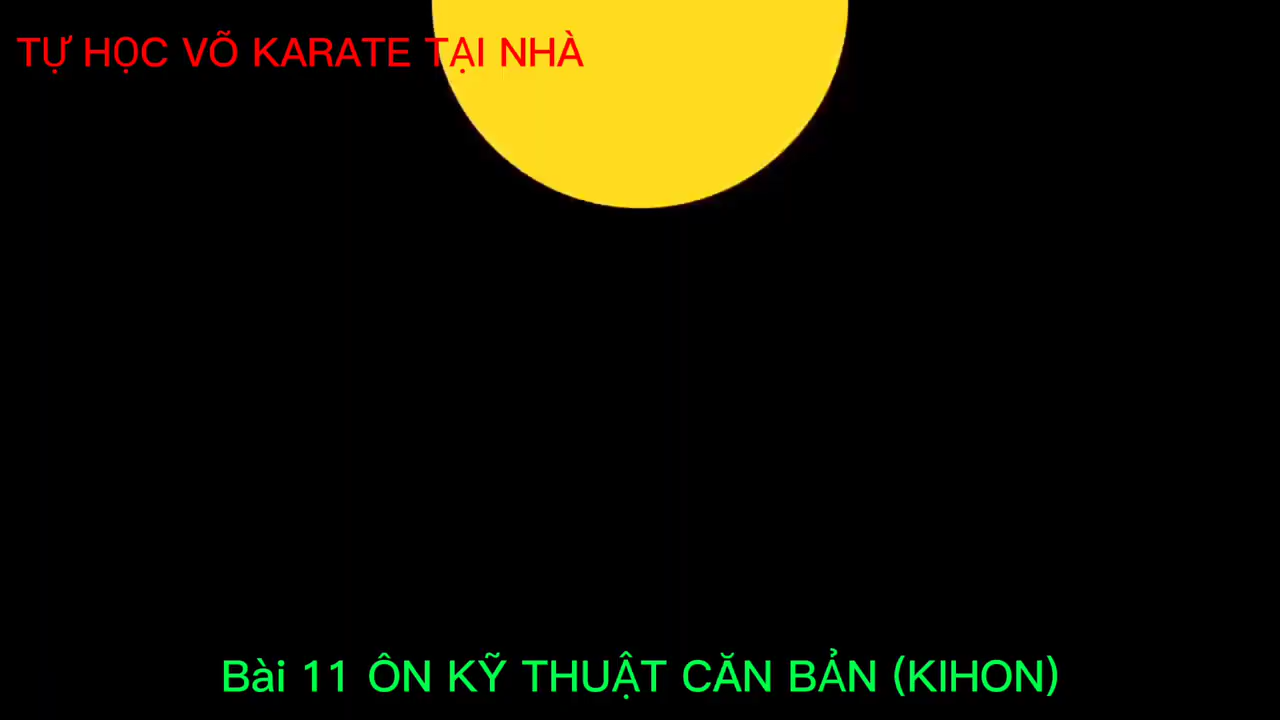 TỰ HỌC VÕ KARATE TẠI NHÀ
Bài 11 ÔN KỸ THUẬT CĂN BẢN (KIHON)